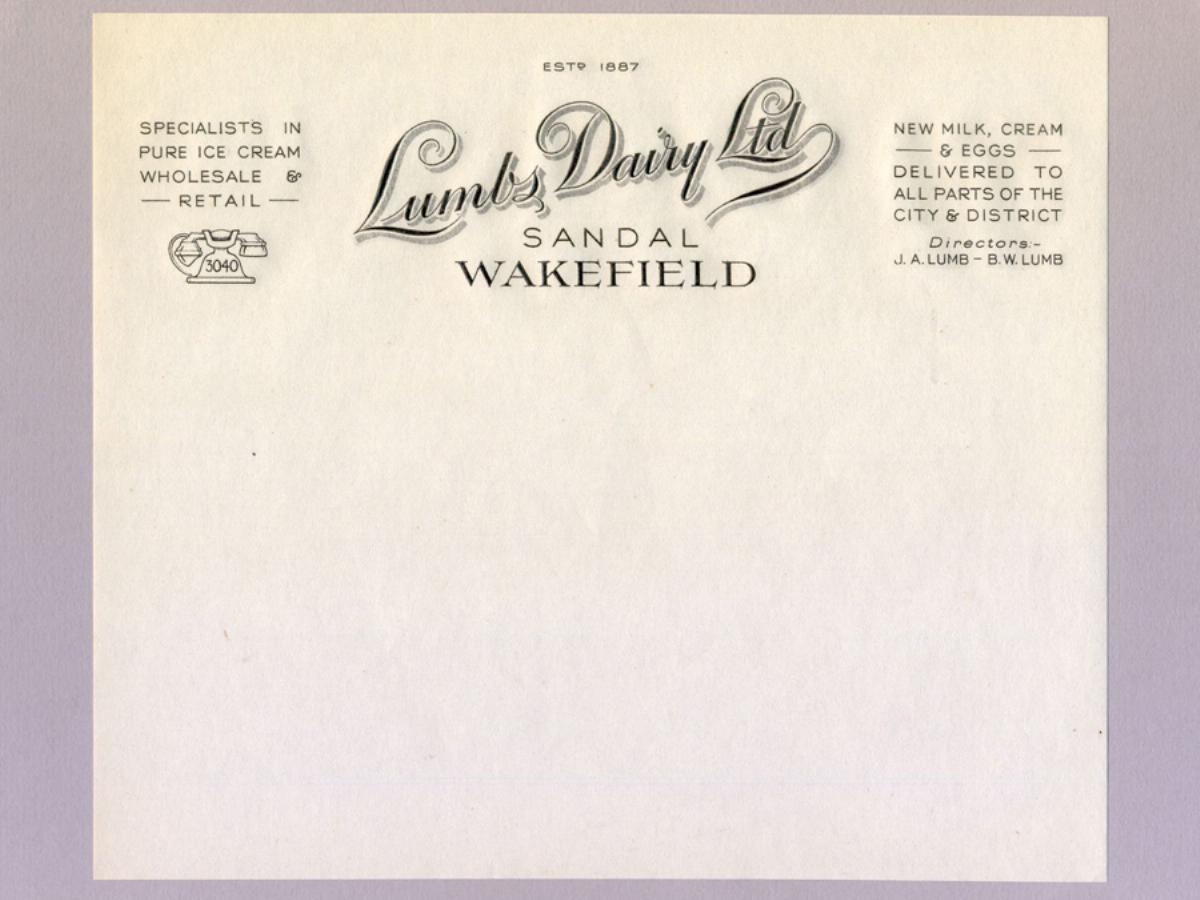 ESTD 1887
SPECIALISTS IN
PURE ICE CREAM
WHOLESALE &
— RETAIL —
3040
Lumbs Dairy Ltd
SANDAL
WAKEFIELD
NEW MILK, CREAM
— & EGGS —
DELIVERED TO
ALL PARTS OF THE
CITY & DISTRICT
Directors:-
J. A. LUMB – B. W. LUMB